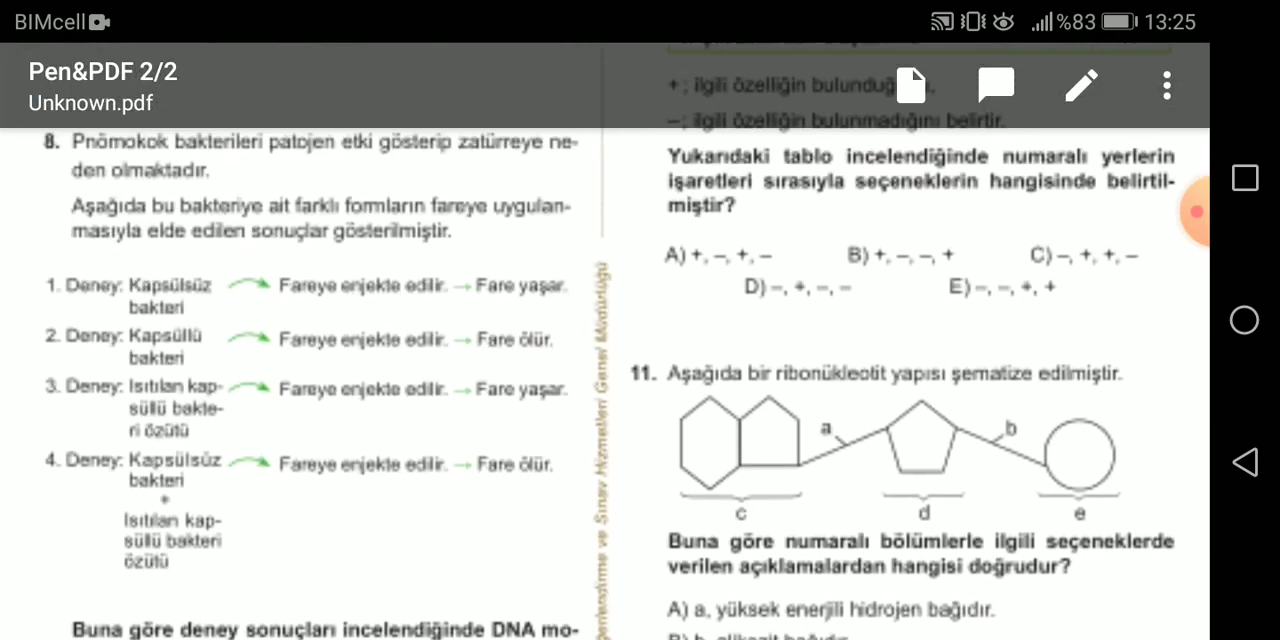 BIMcell
%83
13:25
Pen&PDF 2/2
Unknown.pdf
8. Pnömokok bakterileri patojen etki gösterip zatürreye ne-
den olmaktadır.
Aşağıda bu bakteriye ait farklı formların fareye uygulan-
masıyla elde edilen sonuçlar gösterilmiştir.
1. Deney: Kapsülsüz → Fareye enjekte edilir. → Fare yaşar.
bakteri
2. Deney: Kapsüllü → Fareye enjekte edilir. → Fare ölür.
bakteri
3. Deney: Isıtılan kap- → Fareye enjekte edilir. → Fare yaşar.
süllü bakte-
ri özütü
4. Deney: Kapsülsüz → Fareye enjekte edilir. → Fare ölür.
bakteri
+
Isıtılan kap-
süllü bakteri
özütü
Buna göre deney sonuçları incelendiğinde DNA mo-
ve Sınav Hizmetleri Genel Müdürlüğü
+ ; ilgili özelliğin
– ; ilgili özelliğin bulunmadığını belirtir.
Yukarıdaki tablo incelendiğinde numaralı yerlerin
işaretleri sırasıyla seçeneklerin hangisinde belirtil-
miştir?
A) +, –, +, – B) +, –, –, + C) –, +, +, –
D) –, +, –, – E) –, –, +, +
11. Aşağıda bir ribonükleotit yapısı şematize edilmiştir.
a b
c d e
Buna göre numaralı bölümlerle ilgili seçeneklerde
verilen açıklamalardan hangisi doğrudur?
A) a, yüksek enerjili hidrojen bağıdır.